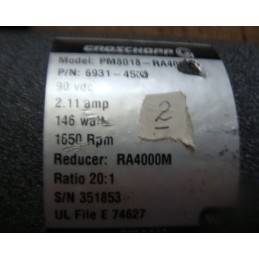 GROSCHOPP
Model: PM8018-RA40
P/N: 6931-45
90 vdc
2.11 amp
146 watt
1650 Rpm
Reducer: RA4000M
Ratio 20:1
S/N 351853
UL File E 74627
2